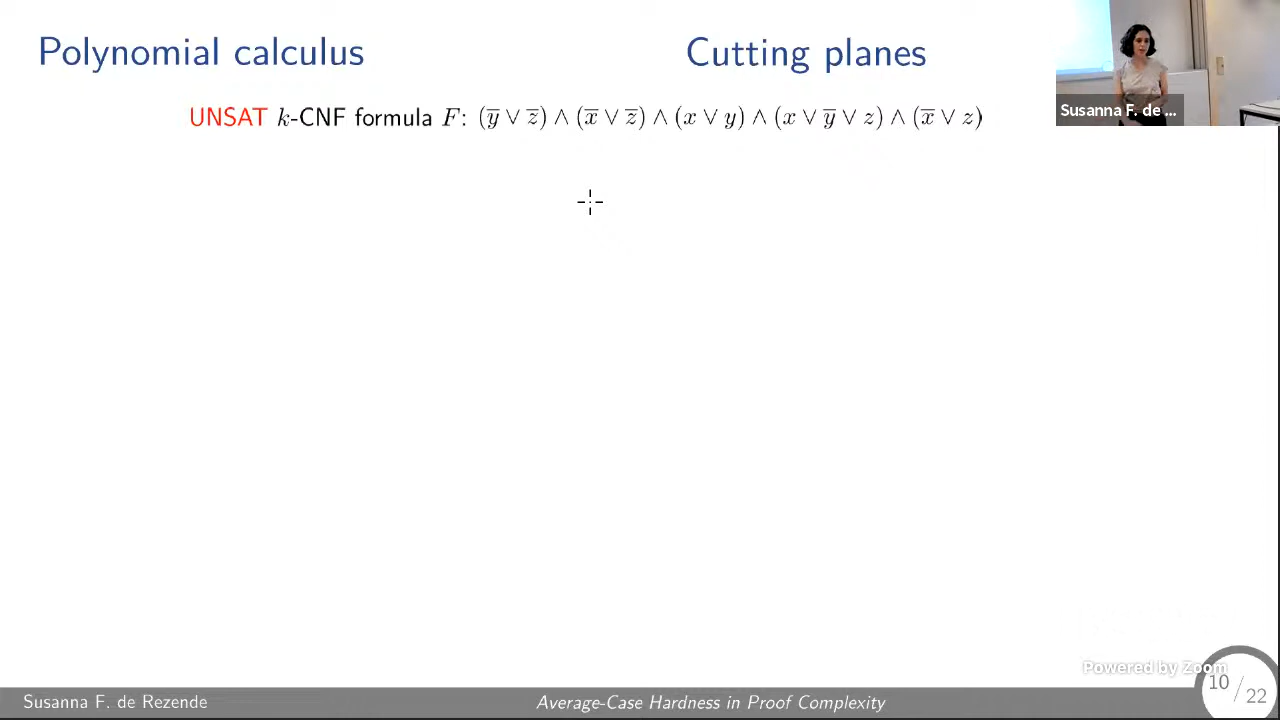 Polynomial calculus
Cutting planes
UNSAT k-CNF formula F: (y̅ ∨ z̅) ∧ (x̅ ∨ z̅) ∧ (x ∨ y) ∧ (x ∨ y̅ ∨ z) ∧ (x̅ ∨ z)
Susanna F. de ...
Powered by Zoom
Susanna F. de Rezende
Average-Case Hardness in Proof Complexity
10 / 22